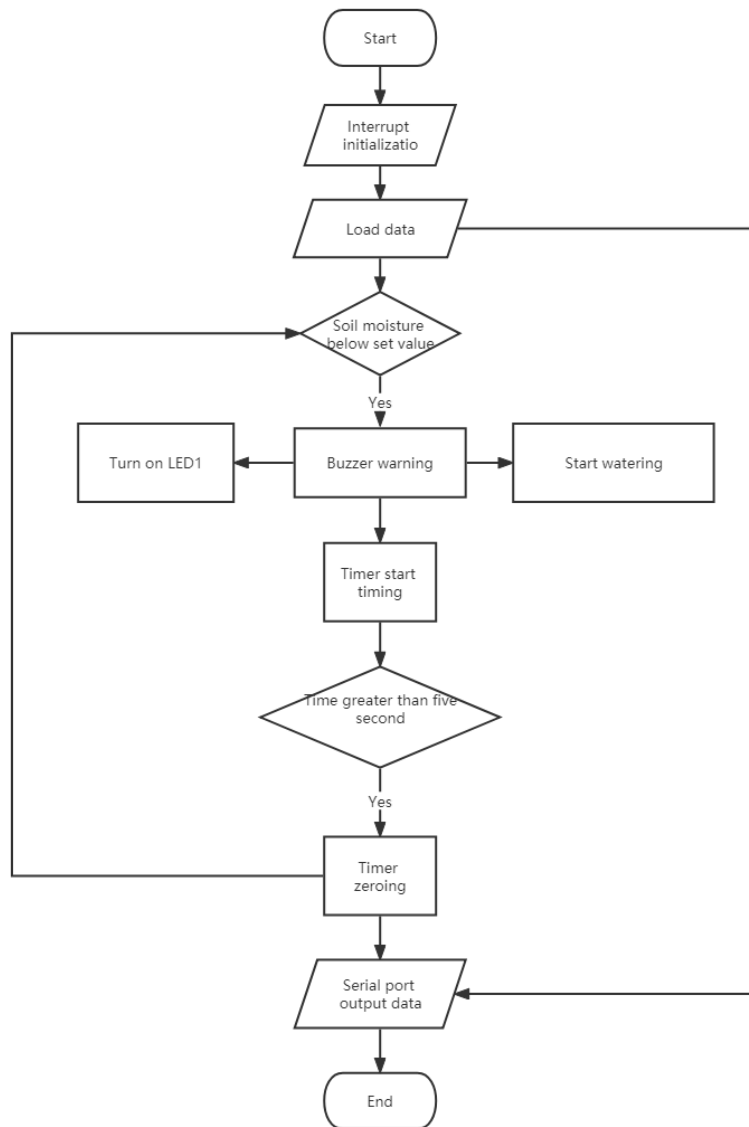 Start
Interrupt
initializatio
Load data
Soil moisture
below set value
Yes
Turn on LED1
Buzzer warning
Start watering
Timer start
timing
Time greater than five
second
Yes
Timer
zeroing
Serial port
output data
End